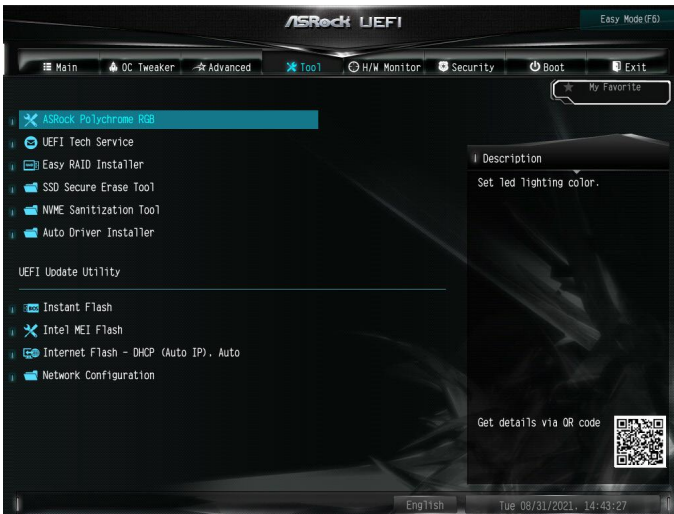 ASRock UEFI
Easy Mode(F6)
Main OC Tweaker Advanced Tool H/W Monitor Security Boot Exit
My Favorite
ASRock Polychrome RGB
UEFI Tech Service
Easy RAID Installer
SSD Secure Erase Tool
NVME Sanitization Tool
Auto Driver Installer
UEFI Update Utility
Instant Flash
Intel MEI Flash
Internet Flash - DHCP (Auto IP), Auto
Network Configuration
Description
Set led lighting color.
Get details via QR code
English
Tue 08/31/2021, 14:43:27